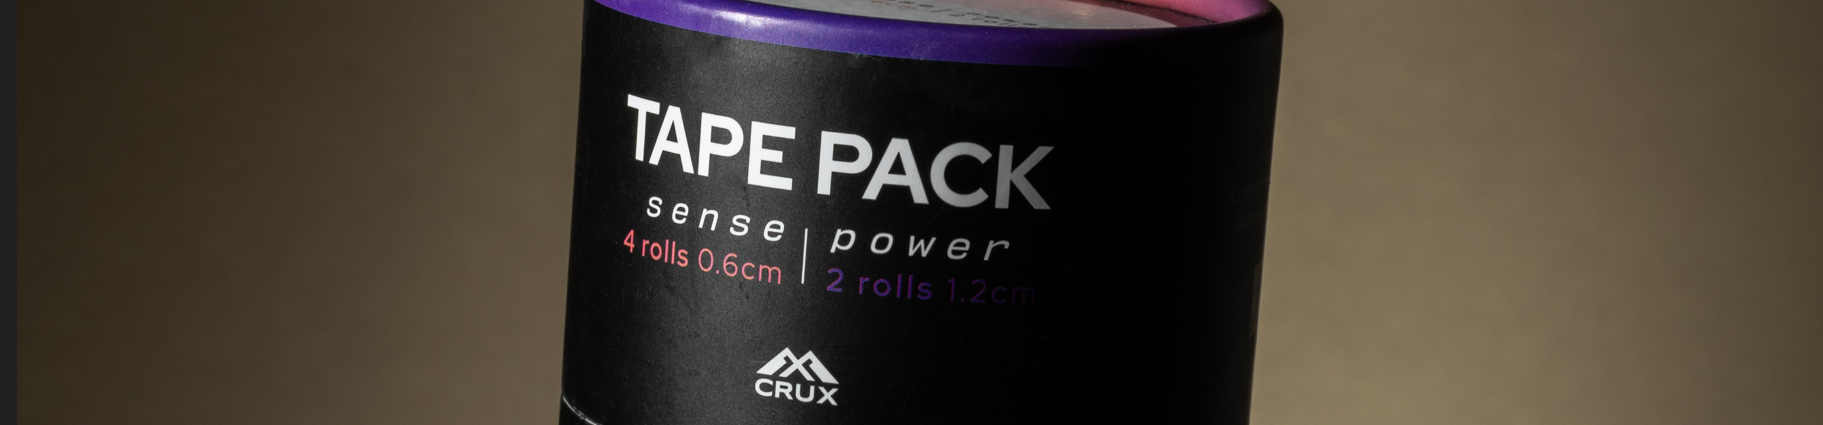 TAPE PACK
sense | power
4 rolls 0.6cm | 2 rolls 1.2cm
CRUX